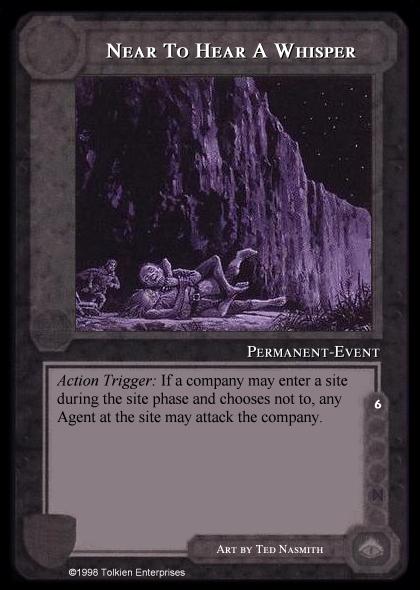 Near To Hear A Whisper
Permanent-Event
Action Trigger: If a company may enter a site
during the site phase and chooses not to, any
Agent at the site may attack the company.
6
N
Art by Ted Nasmith
©1998 Tolkien Enterprises